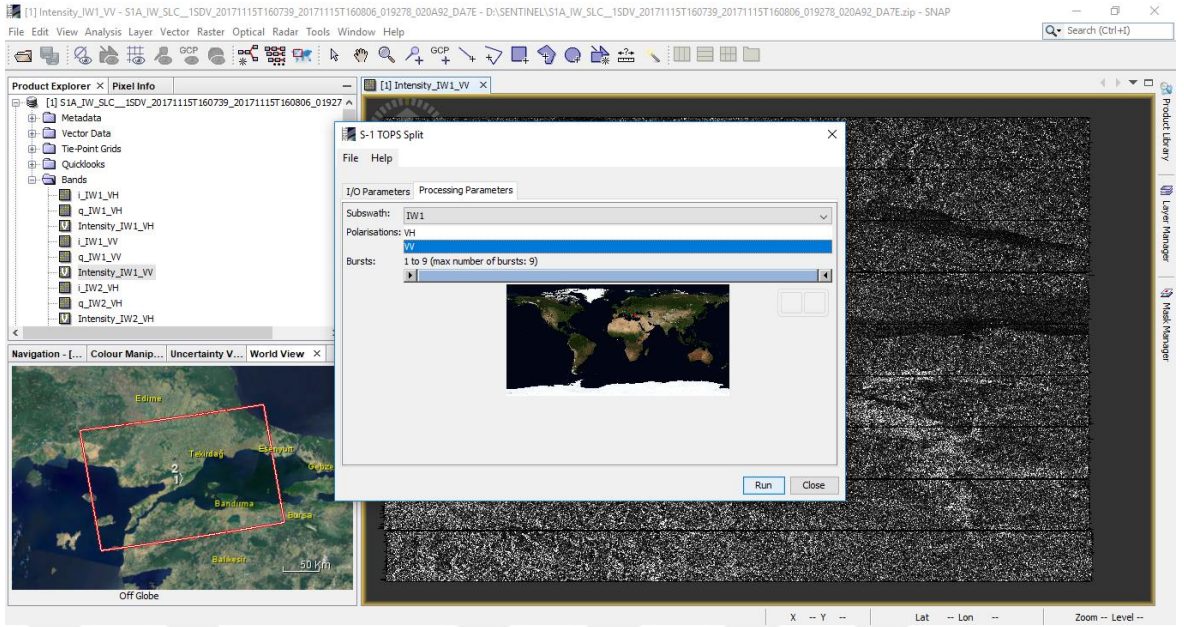 [1] Intensity_IW1_VV - S1A_IW_SLC__1SDV_20171115T160739_20171115T160806_019278_020A92_DA7E - D:\SENTINEL\S1A_IW_SLC__1SDV_20171115T160739_20171115T160806_019278_020A92_DA7E.zip - SNAP
File Edit View Analysis Layer Vector Raster Optical Radar Tools Window Help
Search (Ctrl+I)
GCP
GCP
Product Explorer × Pixel Info
[1] Intensity_IW1_VV ×
[1] S1A_IW_SLC__1SDV_20171115T160739_20171115T160806_01927
Metadata
Vector Data
Tie-Point Grids
Quicklooks
Bands
i_IW1_VH
q_IW1_VH
Intensity_IW1_VH
i_IW1_VV
q_IW1_VV
Intensity_IW1_VV
i_IW2_VH
q_IW2_VH
Intensity_IW2_VH
S-1 TOPS Split
File Help
I/O Parameters Processing Parameters
Subswath: IW1
Polarisations: VH
VV
Bursts: 1 to 9 (max number of bursts: 9)
Run Close
Product Library
Layer Manager
Mask Manager
Navigation - [... Colour Manip... Uncertainty V... World View ×
Edirne
Tekirdağ
Esenyurt
Gebze
2
1
Bandırma
Bursa
Balıkesir
50 Km
Off Globe
X -- Y -- Lat -- Lon -- Zoom -- Level --